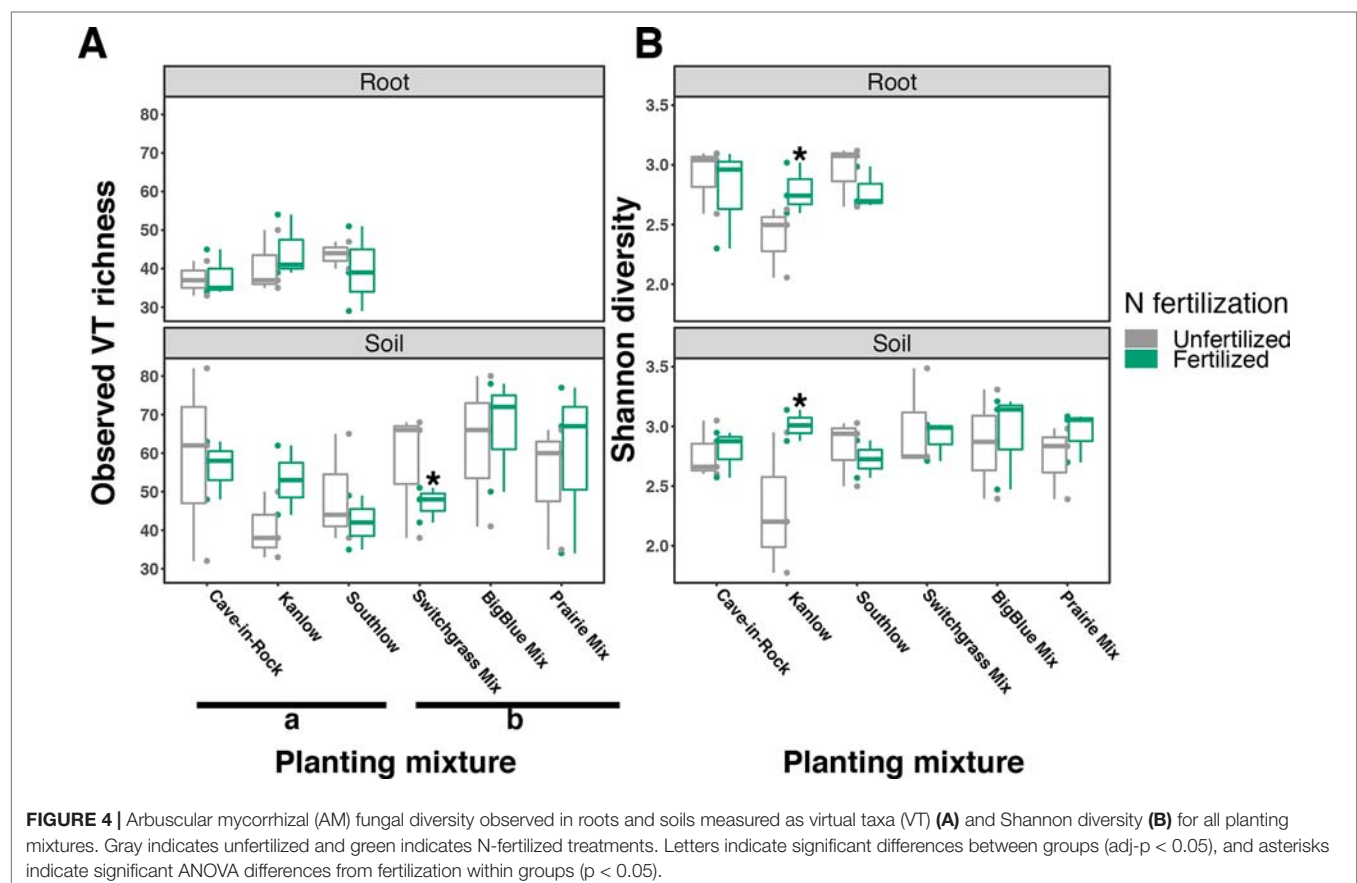 A
Root
80
70
60
50
40
30
Soil
80
70
60
50
40
30
*
Observed VT richness
Cave-in-Rock
Kanlow
Southlow
Switchgrass Mix
BigBlue Mix
Prairie Mix
a
b
Planting mixture
B
Root
3.5
3.0
2.5
2.0
*
Soil
3.5
3.0
2.5
2.0
*
Shannon diversity
Cave-in-Rock
Kanlow
Southlow
Switchgrass Mix
BigBlue Mix
Prairie Mix
Planting mixture
N fertilization
Unfertilized
Fertilized
FIGURE 4 | Arbuscular mycorrhizal (AM) fungal diversity observed in roots and soils measured as virtual taxa (VT) (A) and Shannon diversity (B) for all planting
mixtures. Gray indicates unfertilized and green indicates N-fertilized treatments. Letters indicate significant differences between groups (adj-p < 0.05), and asterisks
indicate significant ANOVA differences from fertilization within groups (p < 0.05).